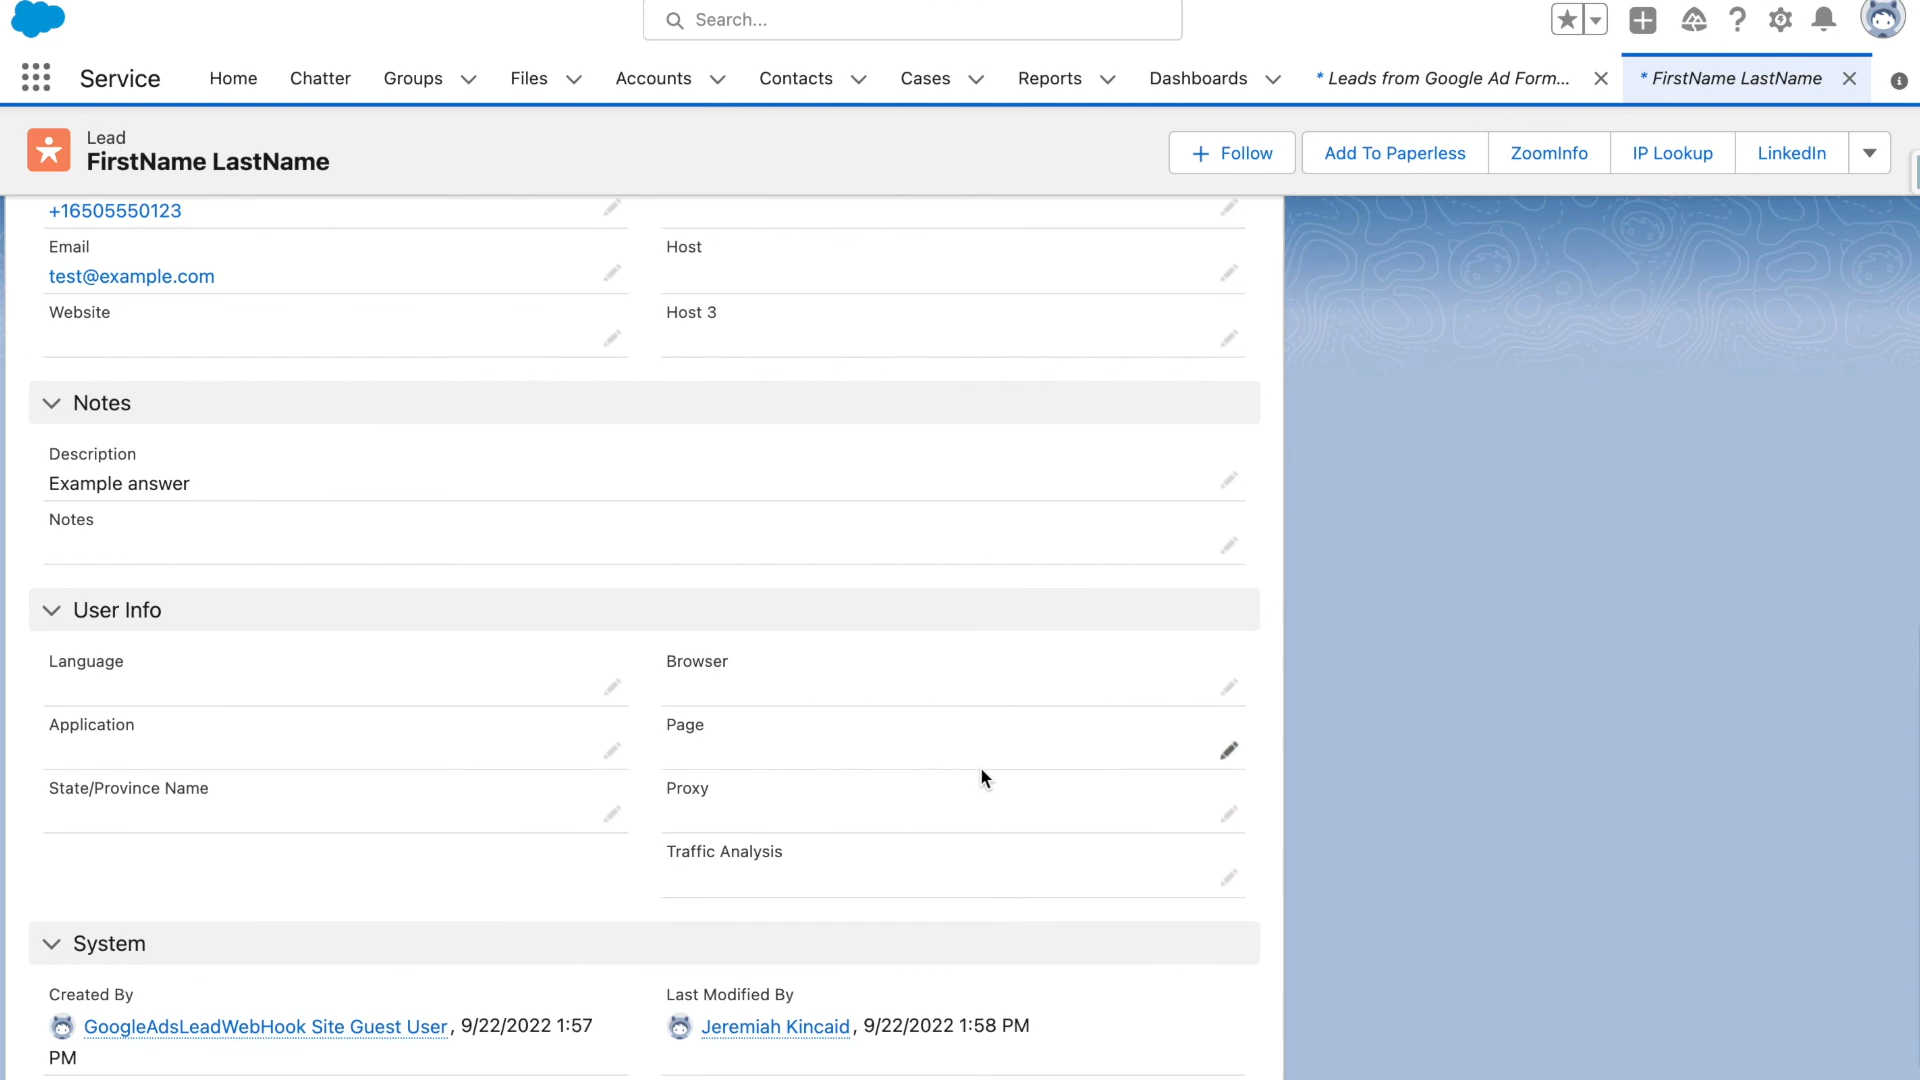 Search...
Service Home Chatter Groups Files Accounts Contacts Cases Reports Dashboards * Leads from Google Ad Form... * FirstName LastName
Lead
FirstName LastName
Follow Add To Paperless ZoomInfo IP Lookup LinkedIn
+16505550123
Email Host
test@example.com
Website Host 3
Notes
Description
Example answer
Notes
User Info
Language Browser
Application Page
State/Province Name Proxy
Traffic Analysis
System
Created By Last Modified By
GoogleAdsLeadWebHook Site Guest User, 9/22/2022 1:57 Jeremiah Kincaid, 9/22/2022 1:58 PM
PM